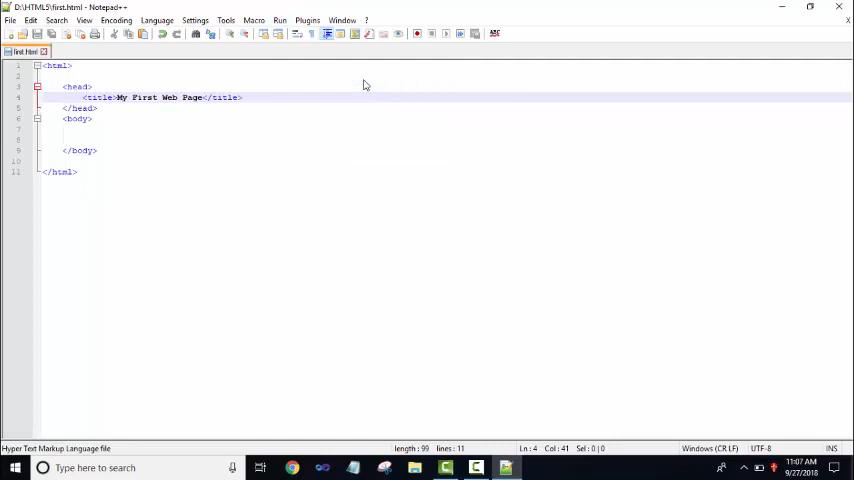 D:\HTML5\first.html - Notepad++
File Edit Search View Encoding Language Settings Tools Macro Run Plugins Window ? X
ABC
first.html
1 <html>
2
3 <head>
4 <title>My First Web Page</title>
5 </head>
6 <body>
7
8
9 </body>
10
11 </html>
Hyper Text Markup Language file length : 99 lines : 11 Ln : 4 Col : 41 Sel : 0 | 0 Windows (CR LF) UTF-8 INS
Type here to search
11:07 AM
9/27/2018